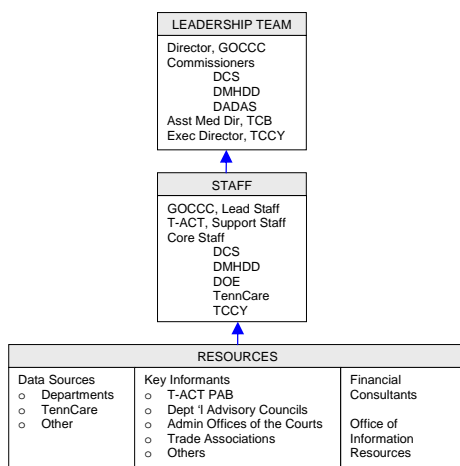 LEADERSHIP TEAM
Director, GOCCC
Commissioners
DCS
DMHDD
DADAS
Asst Med Dir, TCB
Exec Director, TCCY
STAFF
GOCCC, Lead Staff
T-ACT, Support Staff
Core Staff
DCS
DMHDD
DOE
TennCare
TCCY
RESOURCES
Data Sources
o Departments
o TennCare
o Other
Key Informants
o T-ACT PAB
o Dept 'l Advisory Councils
o Admin Offices of the Courts
o Trade Associations
o Others
Financial
Consultants
Office of
Information
Resources